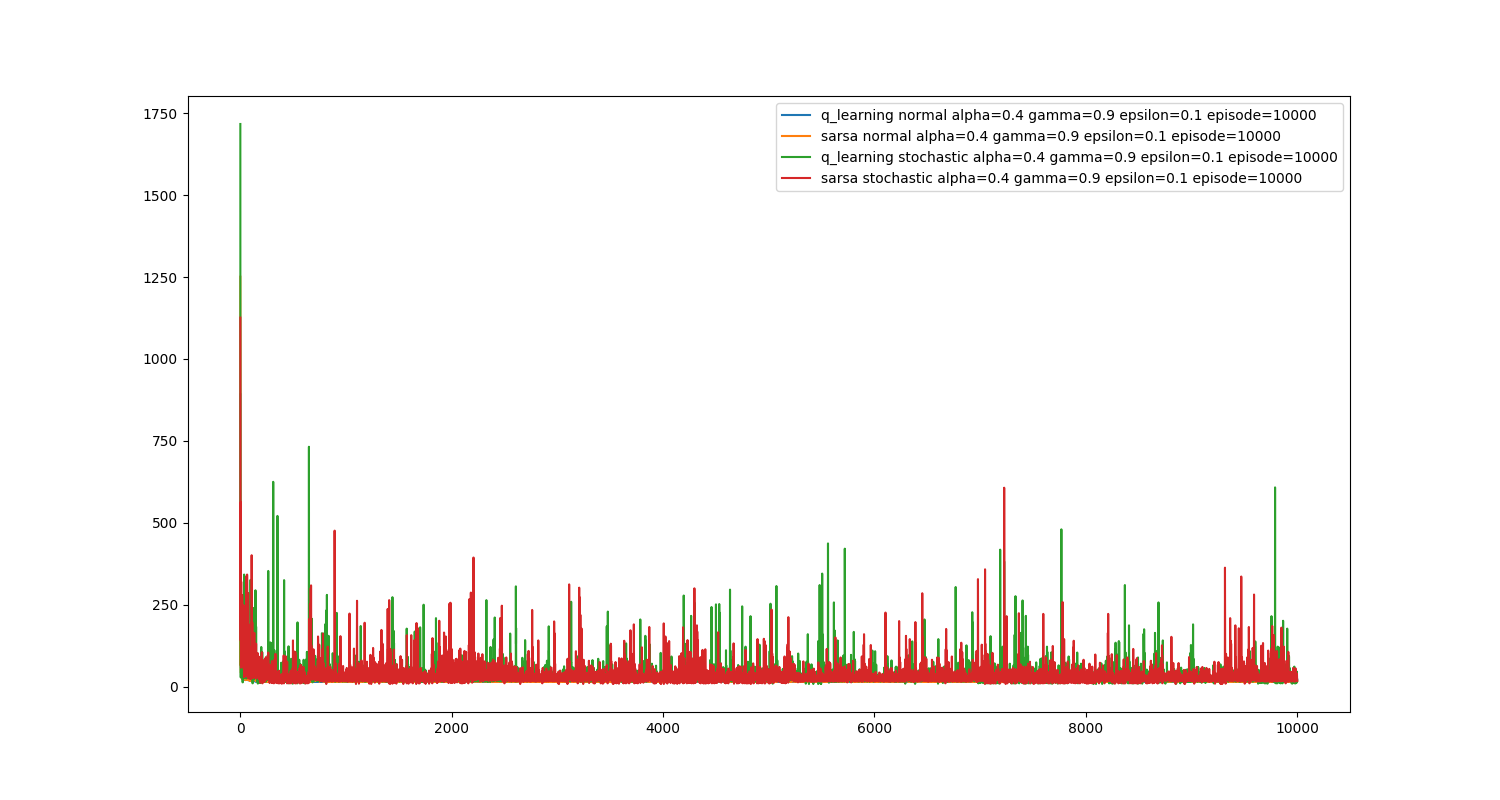 1750
1500
1250
1000
750
500
250
0
0 2000 4000 6000 8000 10000
q_learning normal alpha=0.4 gamma=0.9 epsilon=0.1 episode=10000
sarsa normal alpha=0.4 gamma=0.9 epsilon=0.1 episode=10000
q_learning stochastic alpha=0.4 gamma=0.9 epsilon=0.1 episode=10000
sarsa stochastic alpha=0.4 gamma=0.9 epsilon=0.1 episode=10000